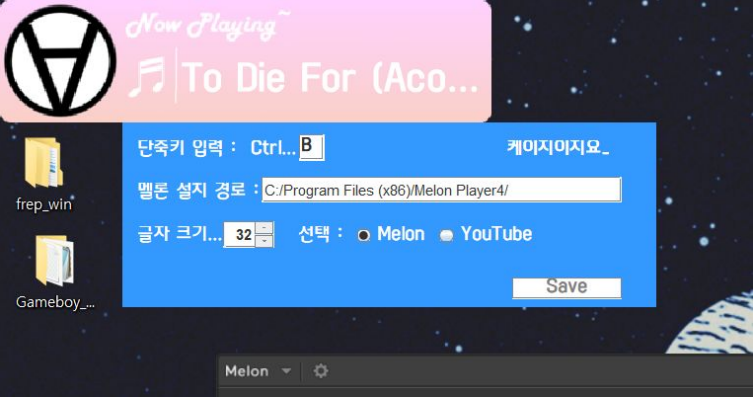 Now Playing~
To Die For (Aco...
단축키 입력 : Ctrl... B
케이지이지요_
멜론 설치 경로 : C:/Program Files (x86)/Melon Player4/
글자 크기... 32 선택 : Melon YouTube
Save
frep_win
Gameboy_...
Melon